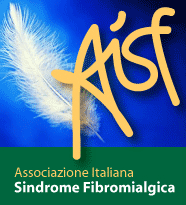 Aisf
Associazione Italiana
Sindrome Fibromialgica